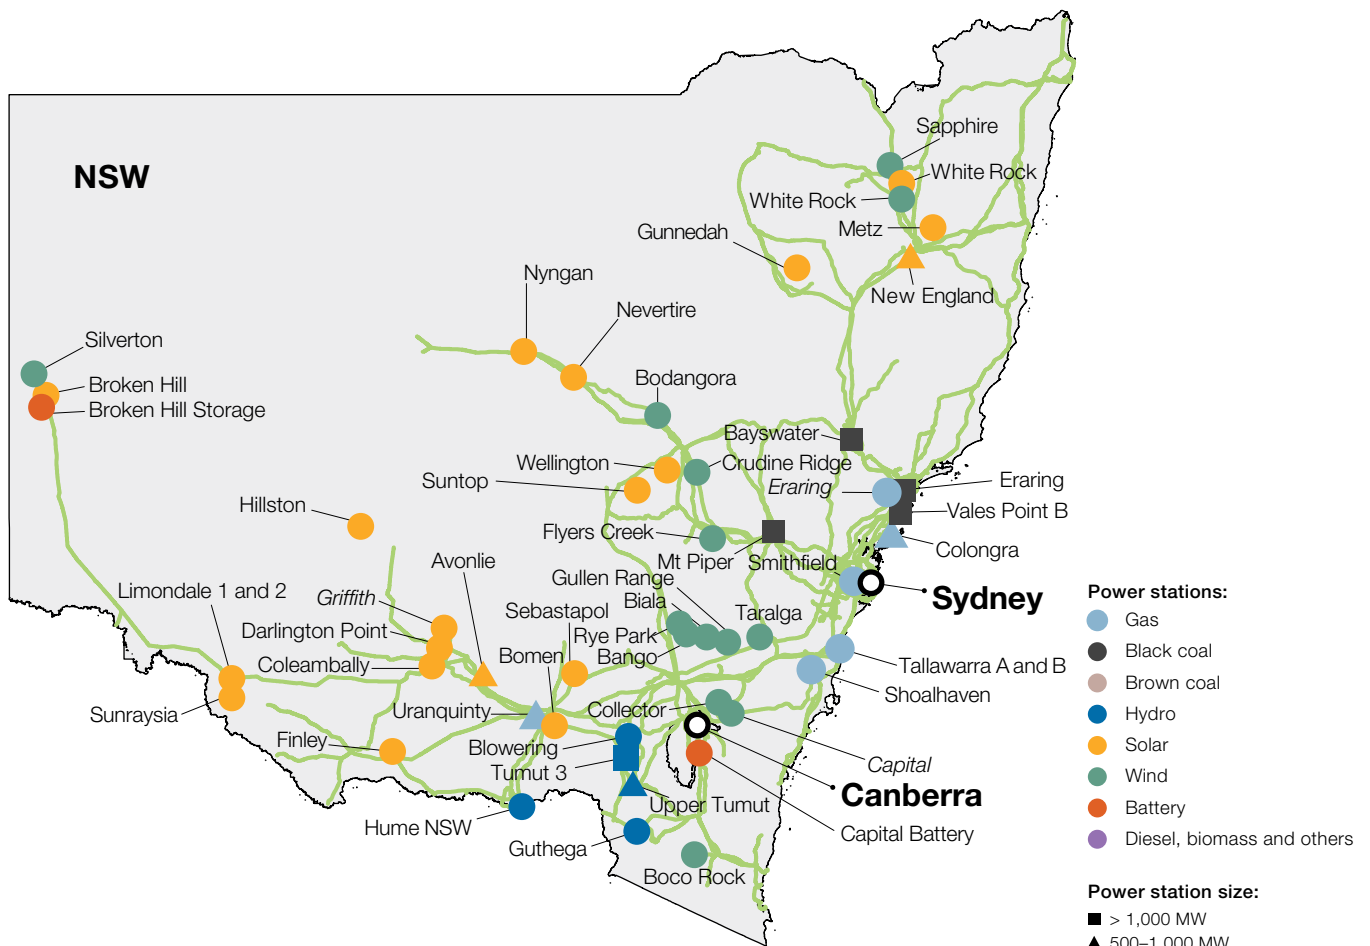 NSW
Sapphire
White Rock
White Rock
Metz
Gunnedah
New England
Nyngan
Nevertire
Silverton
Broken Hill
Broken Hill Storage
Bodangora
Bayswater
Wellington
Crudine Ridge
Suntop
Eraring
Eraring
Vales Point B
Hillston
Flyers Creek
Colongra
Mt Piper
Smithfield
Avonlie
Gullen Range
Limondale 1 and 2
Griffith
Biala
Taralga
Sebastapol
Sydney
Darlington Point
Rye Park
Bomen
Bango
Coleambally
Tallawarra A and B
Shoalhaven
Sunraysia
Uranquinty
Collector
Finley
Blowering
Capital
Tumut 3
Canberra
Upper Tumut
Hume NSW
Capital Battery
Guthega
Boco Rock
Power stations:
Gas
Black coal
Brown coal
Hydro
Solar
Wind
Battery
Diesel, biomass and others
Power station size:
> 1,000 MW
500–1,000 MW